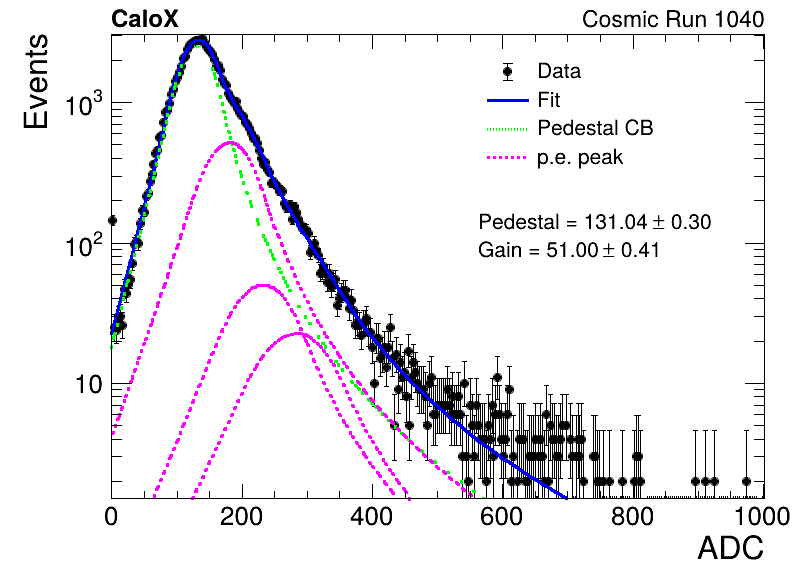 CaloX Cosmic Run 1040
Events
10³
10²
10
Data
Fit
Pedestal CB
p.e. peak
Pedestal = 131.04 ± 0.30
Gain = 51.00 ± 0.41
0 200 400 600 800 1000
ADC